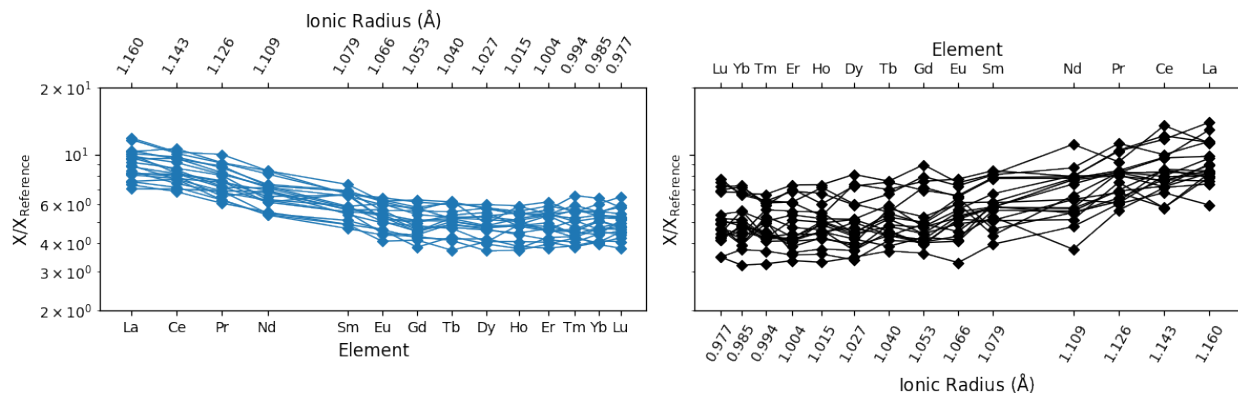 Ionic Radius (Å)
1.160 1.143 1.126 1.109 1.079 1.066 1.053 1.040 1.027 1.015 1.004 0.994 0.985 0.977
2 × 10¹
10¹
6 × 10⁰
4 × 10⁰
3 × 10⁰
2 × 10⁰
X/X_Reference
La Ce Pr Nd Sm Eu Gd Tb Dy Ho Er Tm Yb Lu
Element
Element
Lu Yb Tm Er Ho Dy Tb Gd Eu Sm Nd Pr Ce La
X/X_Reference
0.977 0.985 0.994 1.004 1.015 1.027 1.040 1.053 1.066 1.079 1.109 1.126 1.143 1.160
Ionic Radius (Å)